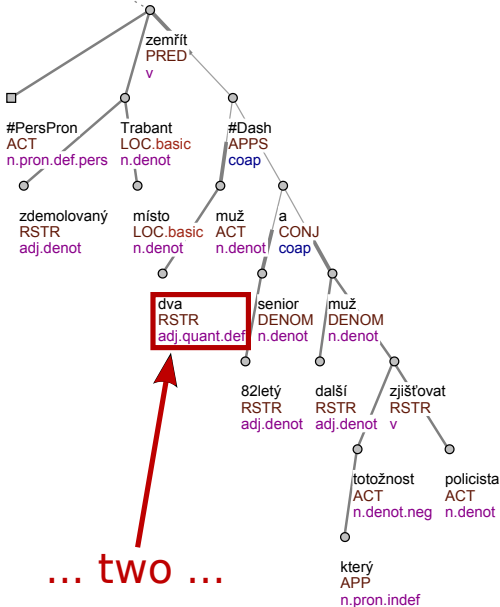 zemřít
PRED
v
#PersPron
ACT
n.pron.def.pers
Trabant
LOC.basic
n.denot
#Dash
APPS
coap
zdemolovaný
RSTR
adj.denot
místo
LOC.basic
n.denot
muž
ACT
n.denot
a
CONJ
coap
dva
RSTR
adj.quant.def
senior
DENOM
n.denot
muž
DENOM
n.denot
82letý
RSTR
adj.denot
další
RSTR
adj.denot
zjišťovat
RSTR
v
totožnost
ACT
n.denot.neg
policista
ACT
n.denot
který
APP
n.pron.indef
... two ...